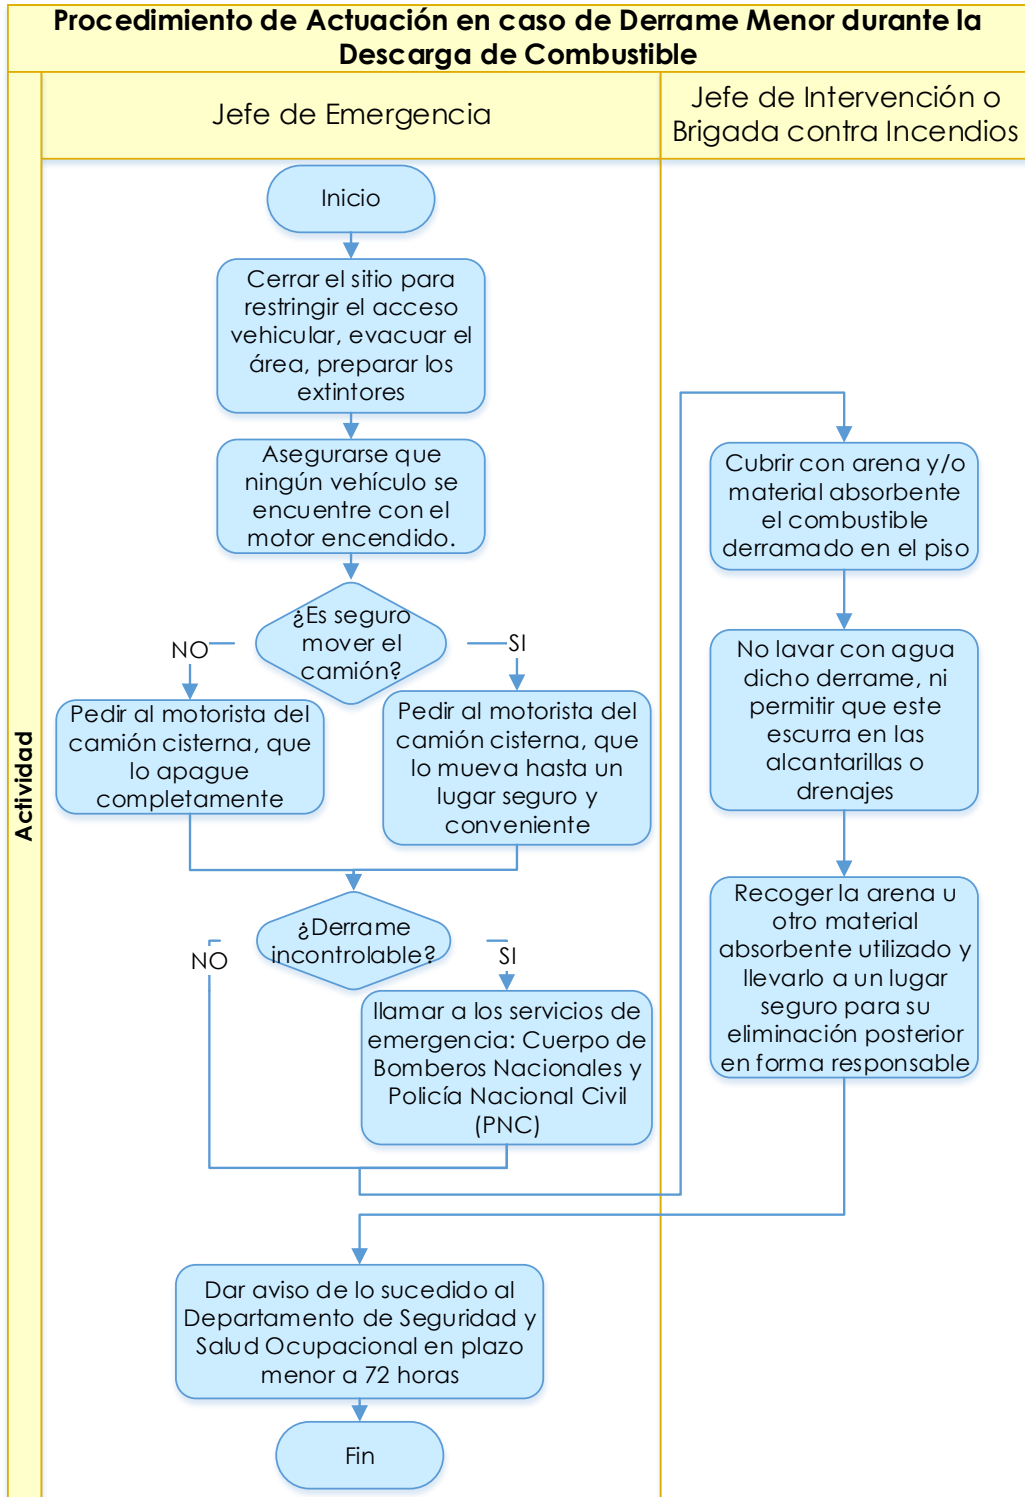 Procedimiento de Actuación en caso de Derrame Menor durante la
Descarga de Combustible
Jefe de Emergencia
Jefe de Intervención o
Brigada contra Incendios
Actividad
Inicio
Cerrar el sitio para
restringir el acceso
vehicular, evacuar el
área, preparar los
extintores
Asegurarse que
ningún vehículo se
encuentre con el
motor encendido.
¿Es seguro
mover el
camión?
NO
SI
Pedir al motorista del
camión cisterna, que
lo apague
completamente
Pedir al motorista del
camión cisterna, que
lo mueva hasta un
lugar seguro y
conveniente
¿Derrame
incontrolable?
NO
SI
llamar a los servicios de
emergencia: Cuerpo de
Bomberos Nacionales y
Policía Nacional Civil
(PNC)
Cubrir con arena y/o
material absorbente
el combustible
derramado en el piso
No lavar con agua
dicho derrame, ni
permitir que este
escurra en las
alcantarillas o
drenajes
Recoger la arena u
otro material
absorbente utilizado y
llevarlo a un lugar
seguro para su
eliminación posterior
en forma responsable
Dar aviso de lo sucedido al
Departamento de Seguridad y
Salud Ocupacional en plazo
menor a 72 horas
Fin